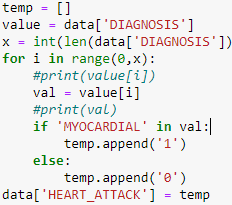 temp = []
value = data['DIAGNOSIS']
x = int(len(data['DIAGNOSIS'])
for i in range(0,x):
    #print(value[i])
    val = value[i]
    #print(val)
    if 'MYOCARDIAL' in val:
        temp.append('1')
    else:
        temp.append('0')
data['HEART_ATTACK'] = temp